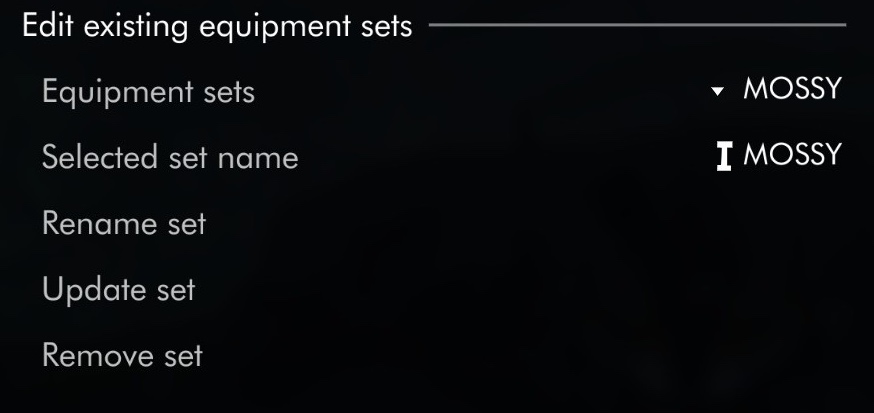 Edit existing equipment sets
Equipment sets MOSSY
Selected set name MOSSY
Rename set
Update set
Remove set